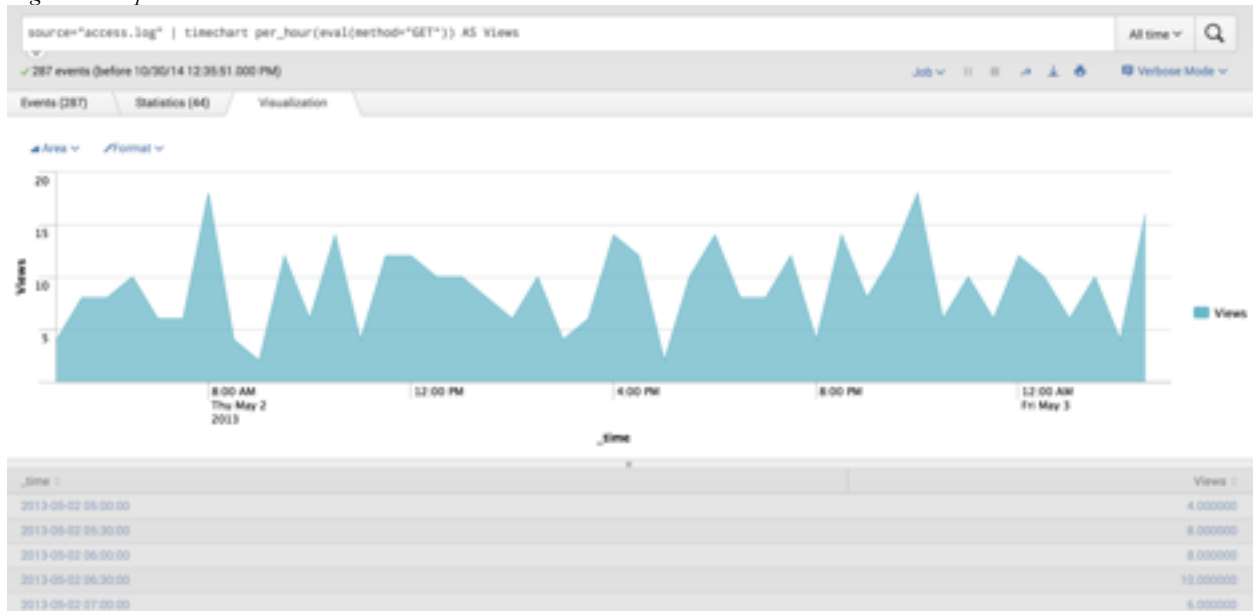 source="access.log" | timechart per_hour(eval(method="GET")) AS Views
All time
287 events (before 10/30/14 12:35:51.000 PM)
Job
Verbose Mode
Events (287) Statistics (44) Visualization
Area Format
20
15
10
5
Views
Views
8:00 AM 12:00 PM 4:00 PM 8:00 PM 12:00 AM
Thu May 2 Fri May 3
2013
_time
_time Views
2013-05-02 05:00:00 4.000000
2013-05-02 05:30:00 8.000000
2013-05-02 06:00:00 8.000000
2013-05-02 06:30:00 10.000000
2013-05-02 07:00:00 6.000000